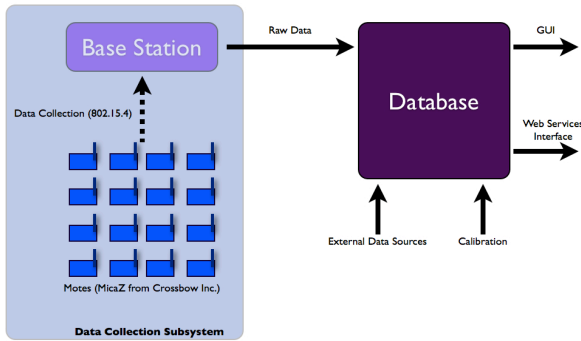 Base Station
Raw Data
GUI
Data Collection (802.15.4)
Database
Web Services
Interface
External Data Sources
Calibration
Motes (MicaZ from Crossbow Inc.)
Data Collection Subsystem